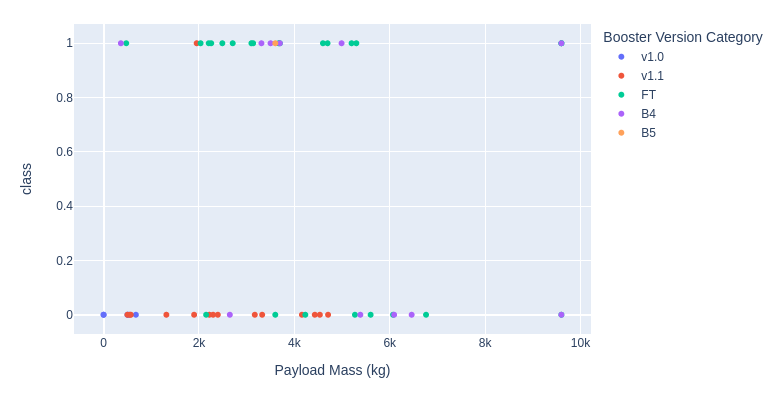 Booster Version Category
v1.0
v1.1
FT
B4
B5
1
0.8
0.6
0.4
0.2
0
class
0
2k
4k
6k
8k
10k
Payload Mass (kg)